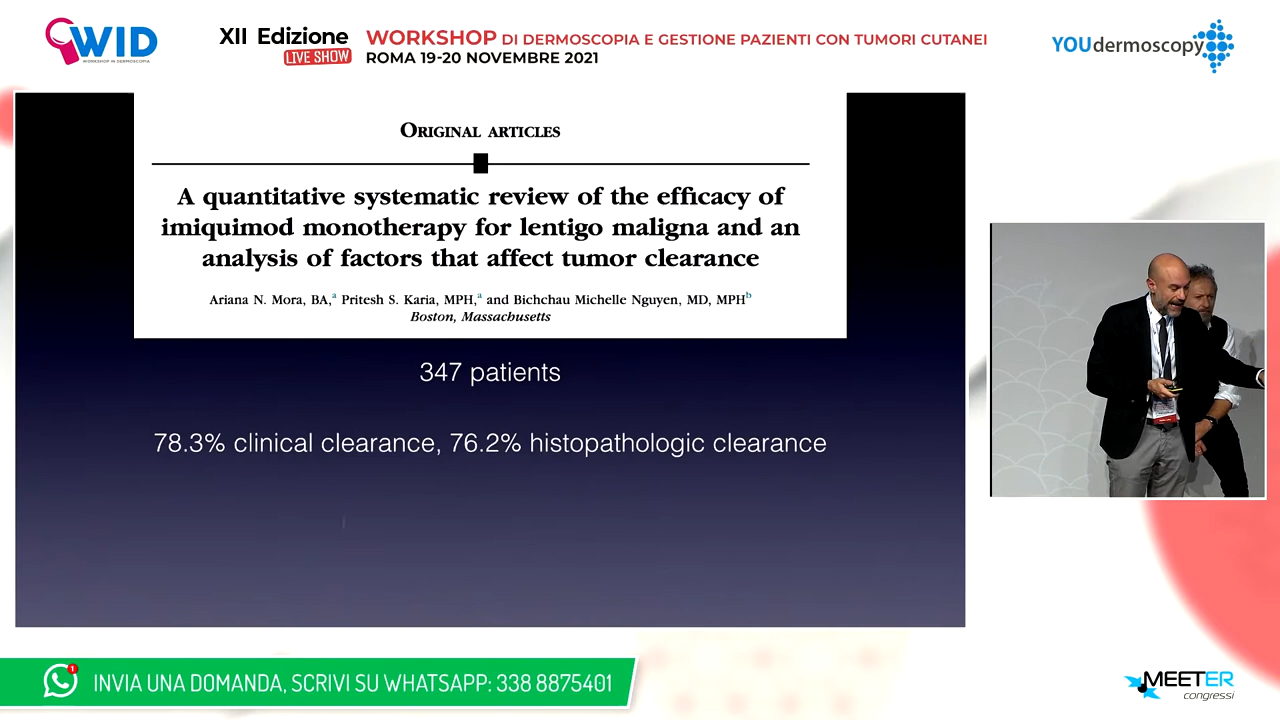 WID
WORKSHOP IN DERMOSCOPIA
XII Edizione
LIVE SHOW
WORKSHOP DI DERMOSCOPIA E GESTIONE PAZIENTI CON TUMORI CUTANEI
ROMA 19-20 NOVEMBRE 2021
YOUdermoscopy
ORIGINAL ARTICLES
A quantitative systematic review of the efficacy of
imiquimod monotherapy for lentigo maligna and an
analysis of factors that affect tumor clearance
Ariana N. Mora, BA,a Pritesh S. Karia, MPH,a and Bichchau Michelle Nguyen, MD, MPHb
Boston, Massachusetts
347 patients
78.3% clinical clearance, 76.2% histopathologic clearance
1
INVIA UNA DOMANDA, SCRIVI SU WHATSAPP: 338 8875401
MEETER
congressi